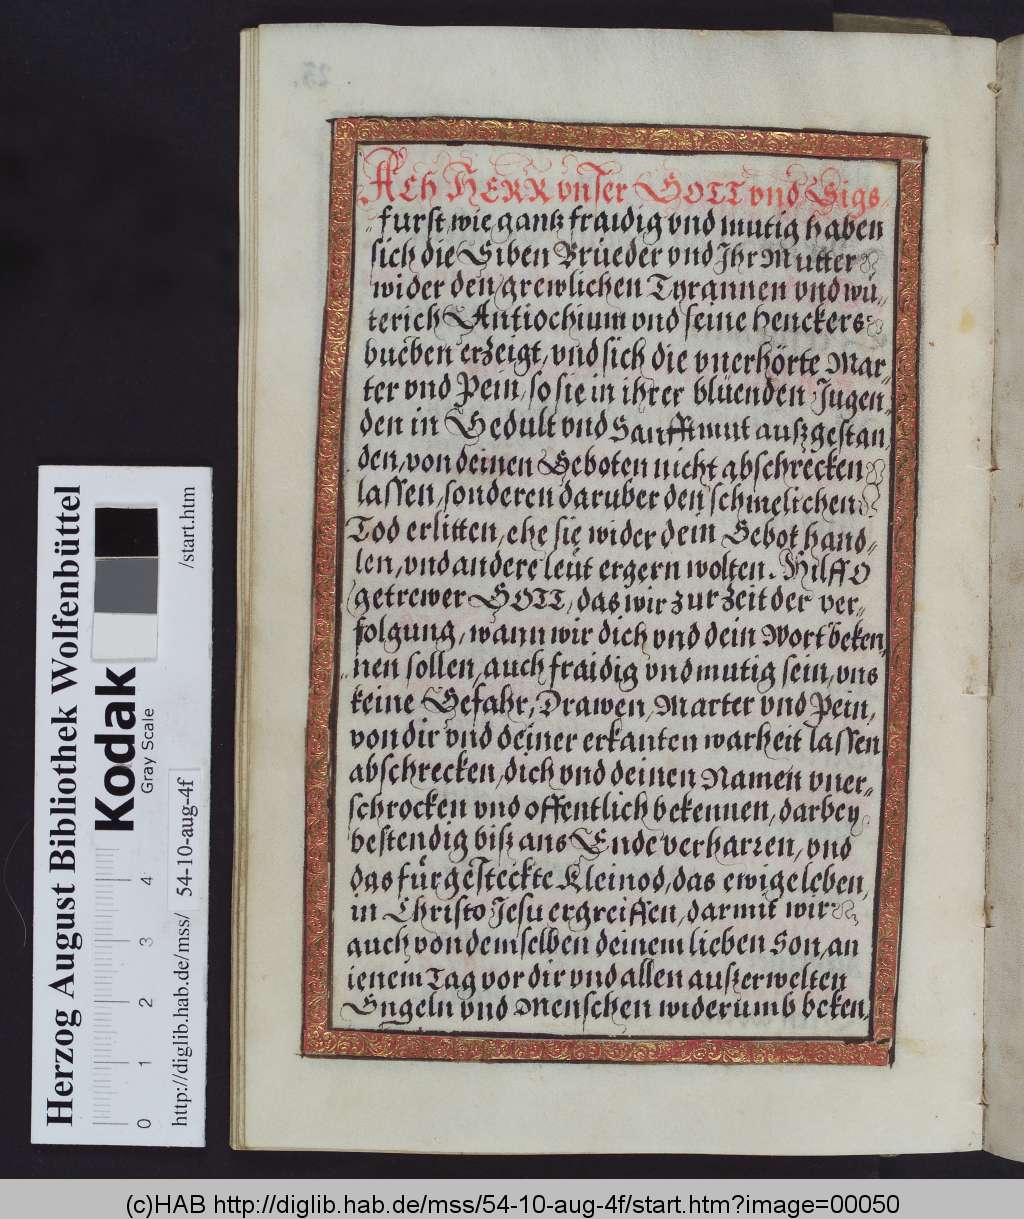 Ach HERR vnser GOTT vnd Sigs
furst, wie gantz fraidig vnd mutig haben
sich die Siben Brüeder vnd Ihr Mutter
wider den grewlichen Tyrannen vnd wü„
terich Antiochium vnd seine Henckers
bueben erzeigt, vnd sich die vnerhörte Mar„
ter vnd Pein, so sie in ihrer blüenden Jugen„
den in Gedult vnd Sanfftmut außgestan
den, von deinen Geboten nicht abschrecken
lassen, sonderen daruber den schmelichen
Tod erlitten, ehe sie wider dein Gebot hand„
len, vnd andere leüt ergern wolten. Hilff O
getrewer GOTT, das wir zur zeit der ver„
folgung, wann wir dich vnd dein Wort beken„
nen sollen, auch fraidig vnd mutig sein, vns
keine Gefahr, Drawen, Marter vnd Pein,
von dir vnd deiner erkanten warheit lassen
abschrecken, dich vnd deinen Namen vner„
schrocken vnd offentlich bekennen, darbey
bestendig biß ans Ende verharren, vnd
das fürgesteckte Kleinod, das ewige leben,
in Christo Jesu ergreiffen, darmit wir
auch von demselben deinem lieben Son, an
ienem Tag vor dir vnd allen außerwelten
Engeln vnd Menschen widerumb beken„
Herzog August Bibliothek Wolfenbüttel
Kodak
Gray Scale
0 1 2 3 4
http://diglib.hab.de/mss/ 54-10-aug-4f /start.htm
(c)HAB http://diglib.hab.de/mss/54-10-aug-4f/start.htm?image=00050